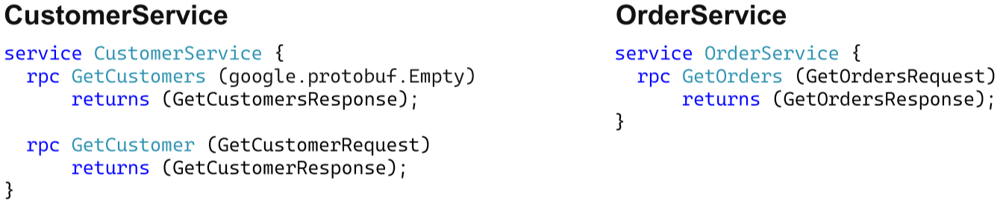 CustomerService
service CustomerService {
  rpc GetCustomers (google.protobuf.Empty)
      returns (GetCustomersResponse);

  rpc GetCustomer (GetCustomerRequest)
      returns (GetCustomerResponse);
}
OrderService
service OrderService {
  rpc GetOrders (GetOrdersRequest)
      returns (GetOrdersResponse);
}